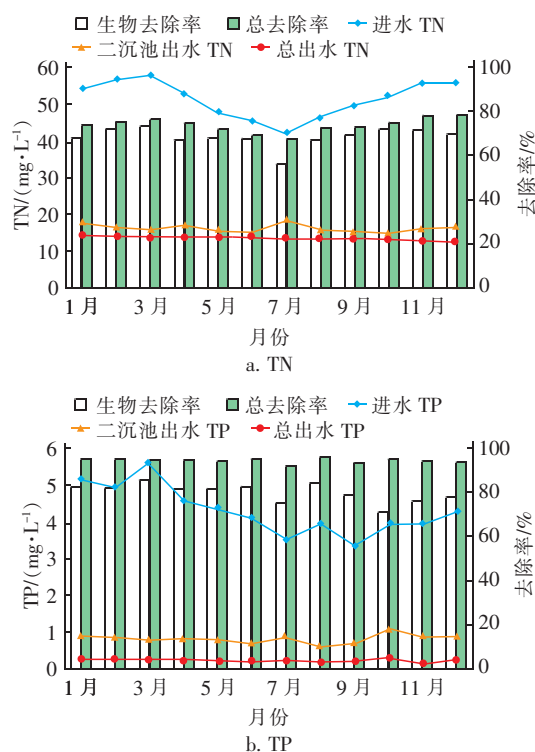 生物去除率 总去除率 进水 TN
二沉池出水 TN 总出水 TN
60
50
40
30
20
10
0
TN/(mg·L⁻¹)
100
80
60
40
20
0
去除率/%
1月 3月 5月 7月 9月 11月
月份
a. TN
生物去除率 总去除率 进水 TP
二沉池出水 TP 总出水 TP
6
5
4
3
2
1
0
TP/(mg·L⁻¹)
100
80
60
40
20
0
去除率/%
1月 3月 5月 7月 9月 11月
月份
b. TP